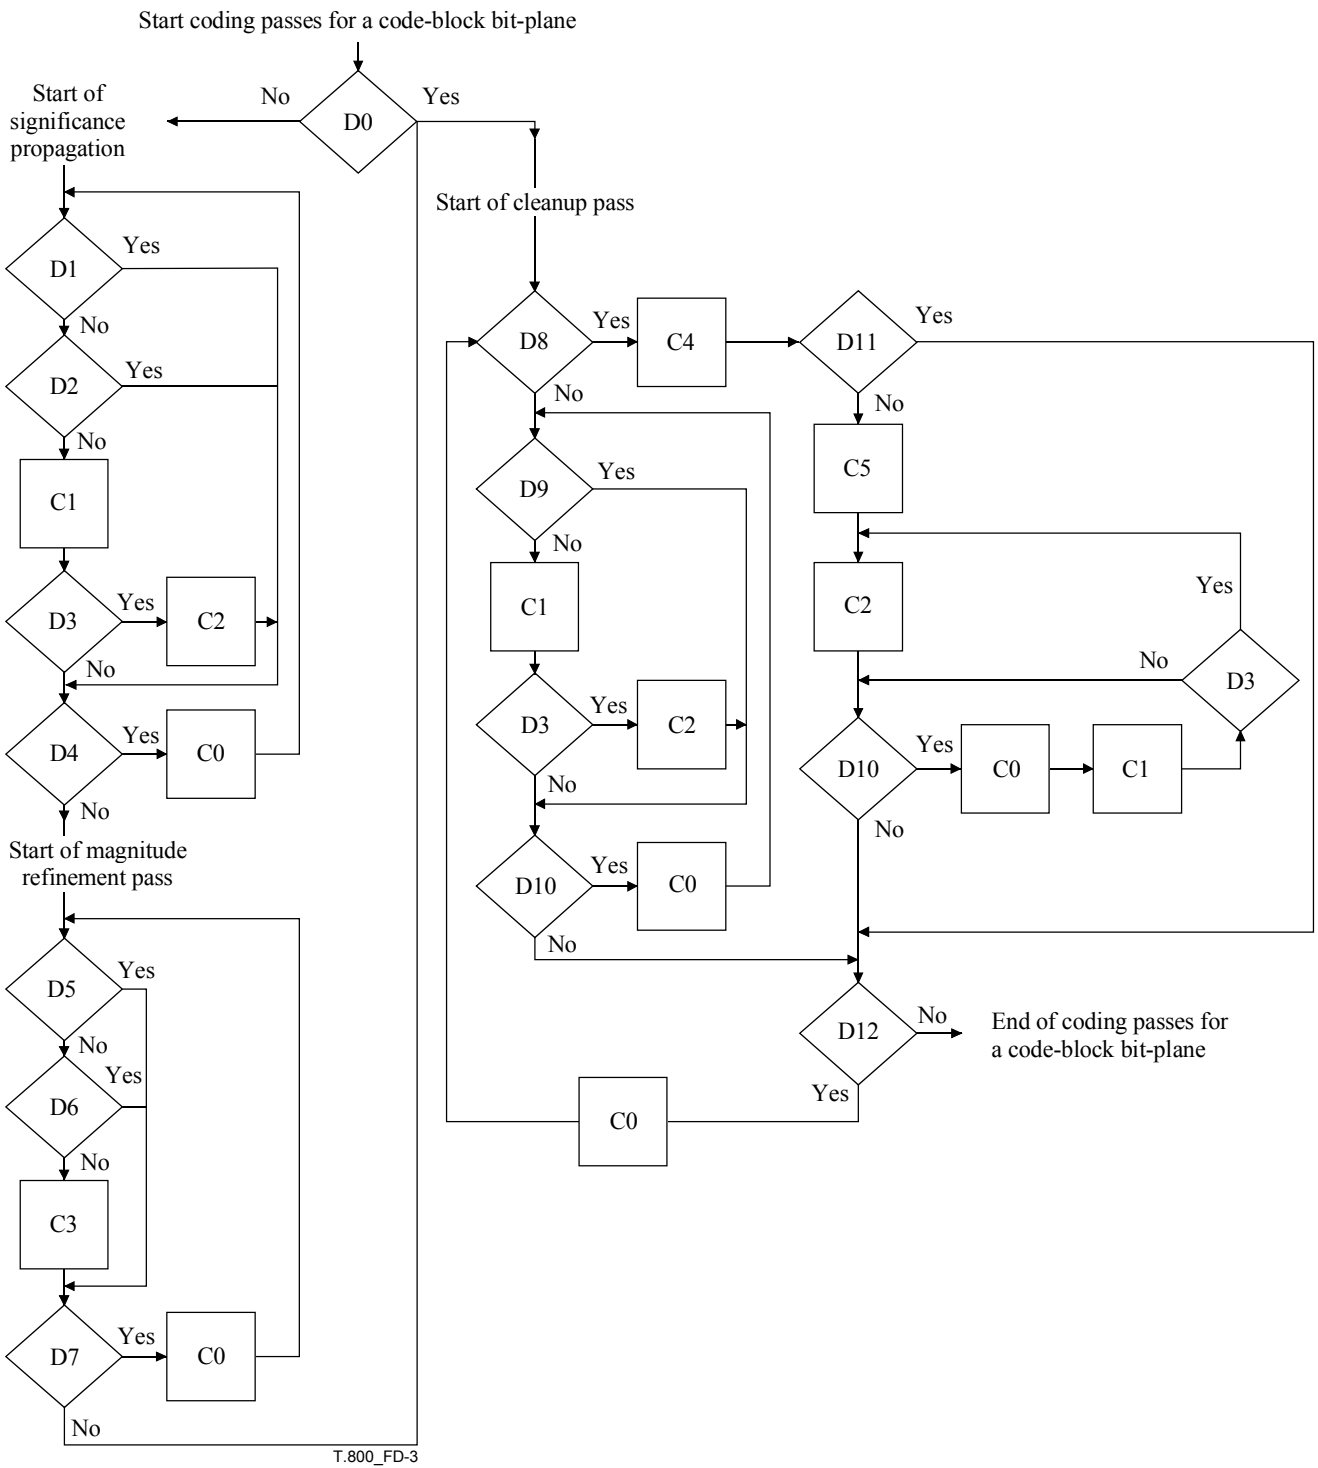 Start coding passes for a code-block bit-plane
Start of
significance
propagation
No
D0
Yes
Start of cleanup pass
D1
Yes
No
D2
Yes
No
C1
D3
Yes
C2
No
D4
Yes
C0
No
Start of magnitude
refinement pass
D5
Yes
No
D6
Yes
No
C3
D7
Yes
C0
No
D8
Yes
C4
D11
Yes
No
No
D9
Yes
No
C1
D3
Yes
C2
No
D10
Yes
C0
No
C5
C2
Yes
No
D3
D10
Yes
C0
C1
No
D12
No
End of coding passes for
a code-block bit-plane
Yes
C0
T.800_FD-3